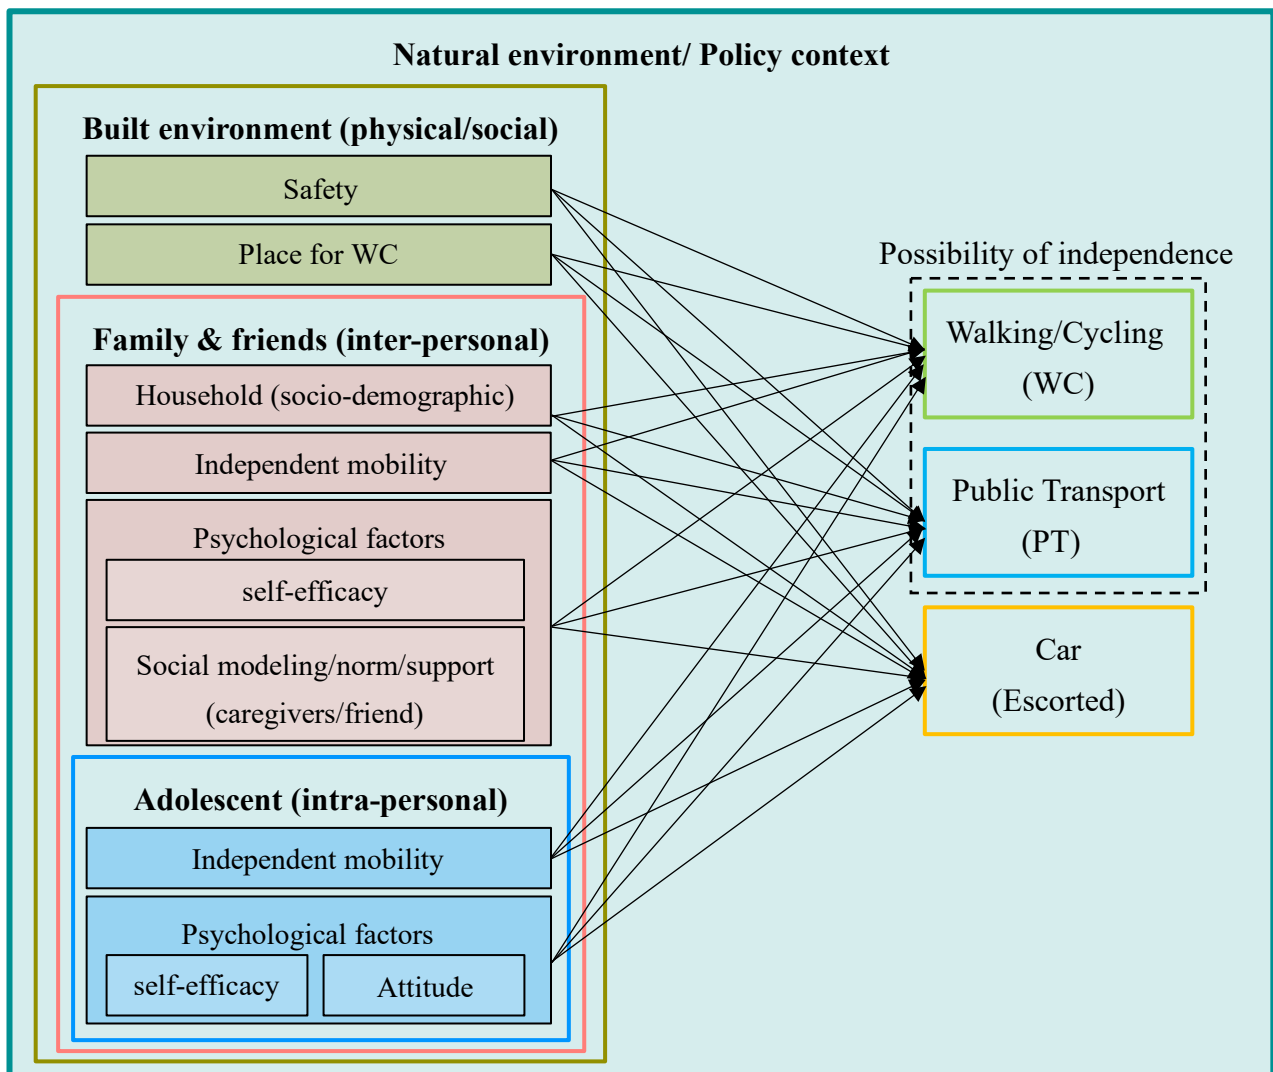 Natural environment/ Policy context
Built environment (physical/social)
Safety
Place for WC
Family & friends (inter-personal)
Household (socio-demographic)
Independent mobility
Psychological factors
self-efficacy
Social modeling/norm/support
(caregivers/friend)
Adolescent (intra-personal)
Independent mobility
Psychological factors
self-efficacy
Attitude
Possibility of independence
Walking/Cycling
(WC)
Public Transport
(PT)
Car
(Escorted)